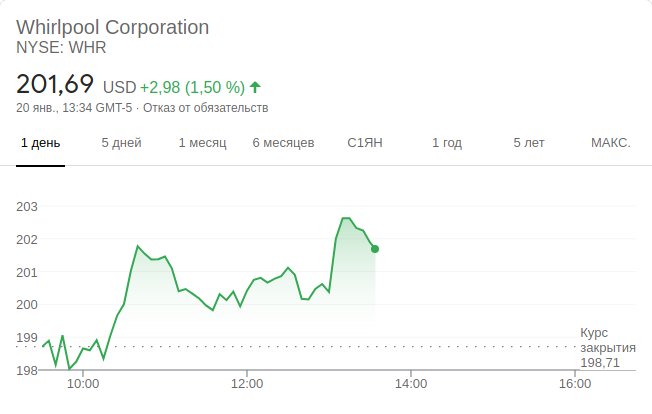 Whirlpool Corporation
NYSE: WHR
201,69 USD +2,98 (1,50 %)
20 янв., 13:34 GMT-5 · Отказ от обязательств
1 день 5 дней 1 месяц 6 месяцев С1ЯН 1 год 5 лет МАКС.
203
202
201
200
199
198
Курс
закрытия
198,71
10:00 12:00 14:00 16:00